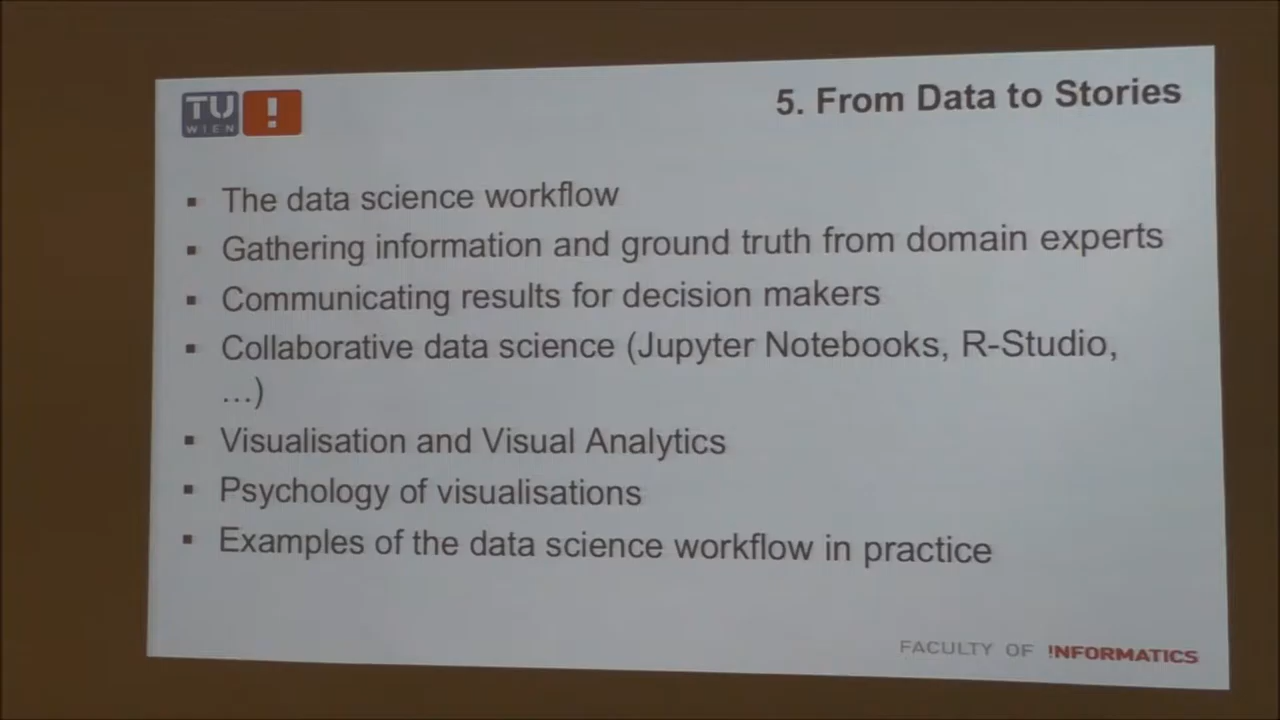 TU
WIEN
!
5. From Data to Stories
▪ The data science workflow
▪ Gathering information and ground truth from domain experts
▪ Communicating results for decision makers
▪ Collaborative data science (Jupyter Notebooks, R-Studio,
…)
▪ Visualisation and Visual Analytics
▪ Psychology of visualisations
▪ Examples of the data science workflow in practice
FACULTY OF !NFORMATICS